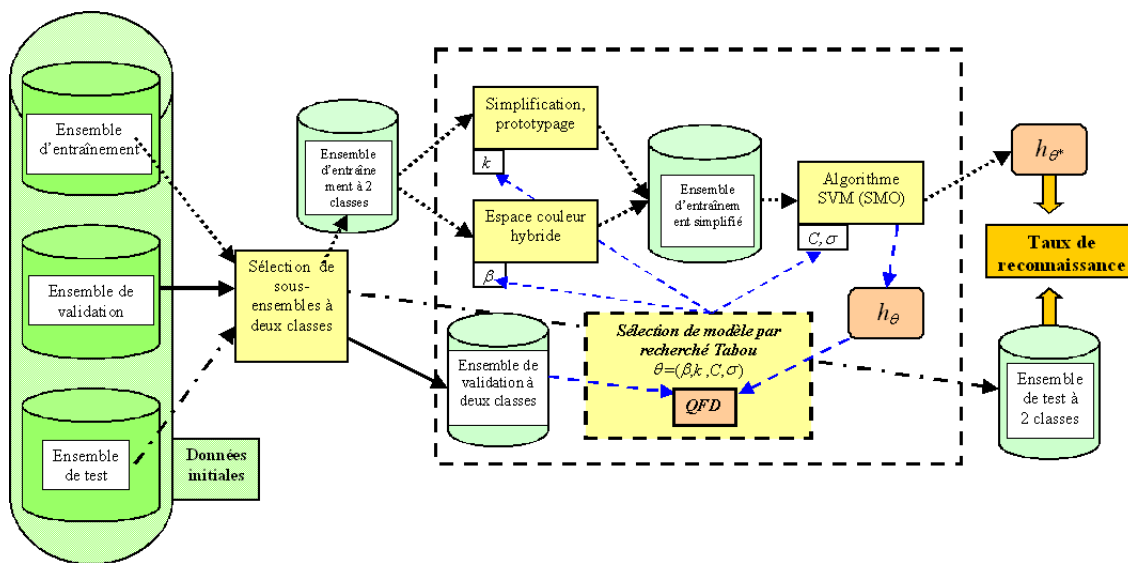 Ensemble
d'entraînement
Ensemble de
validation
Ensemble
de test
Données
initiales
Sélection de
sous-
ensembles à
deux classes
Ensemble
d'entraîne
ment à 2
classes
Simplification,
prototypage
k
Espace couleur
hybride
β
Ensemble
d'entraînem
ent simplifié
Algorithme
SVM (SMO)
C, σ
hθ*
Taux de
reconnaissance
hθ
Ensemble de
validation à
deux classes
Sélection de modèle par
recherché Tabou
θ=(β,k ,C,σ)
QFD
Ensemble
de test à
2 classes